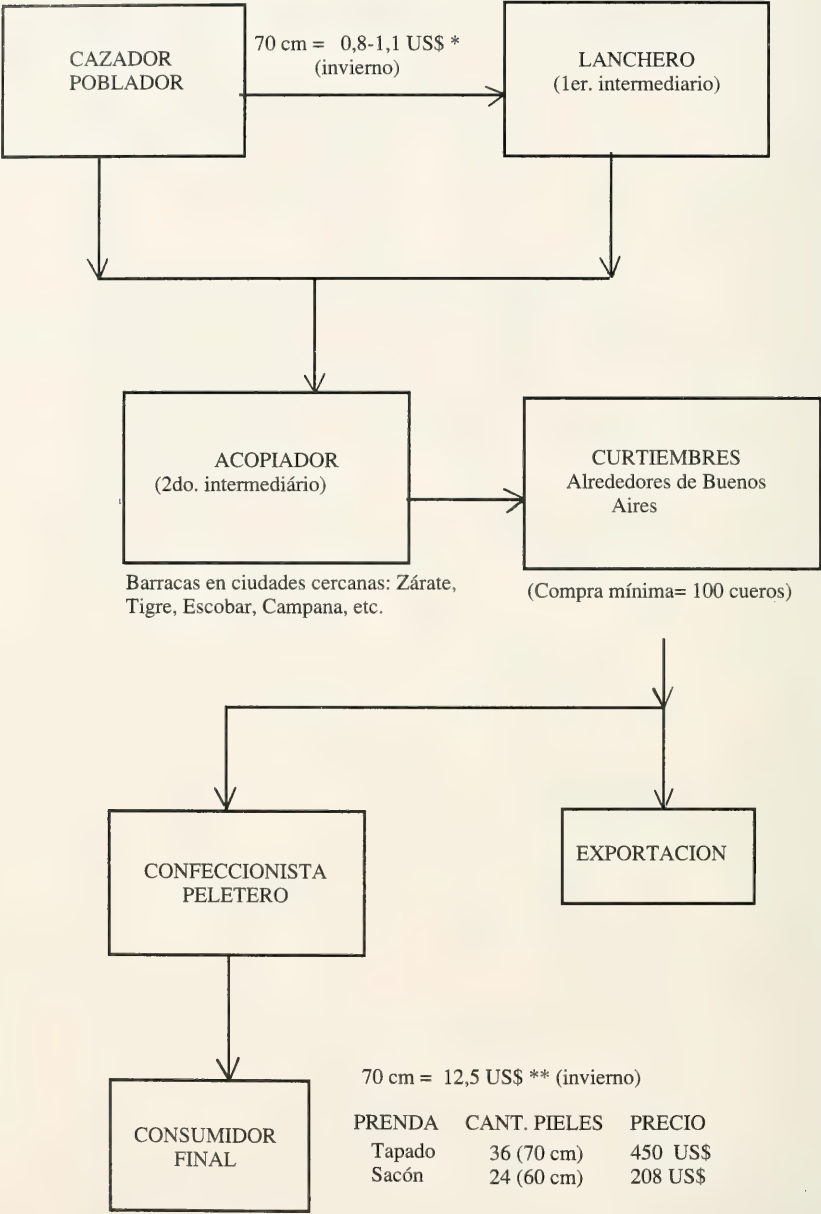 CAZADOR
POBLADOR
70 cm = 0,8-1,1 US$ *
(invierno)
LANCHERO
(1er. intermediario)
ACOPIADOR
(2do. intermediário)
CURTIEMBRES
Alrededores de Buenos
Aires
Barracas en ciudades cercanas: Zárate,
Tigre, Escobar, Campana, etc.
(Compra mínima= 100 cueros)
CONFECCIONISTA
PELETERO
EXPORTACION
CONSUMIDOR
FINAL
70 cm = 12,5 US$ ** (invierno)
PRENDA CANT. PIELES PRECIO
Tapado 36 (70 cm) 450 US$
Sacón 24 (60 cm) 208 US$